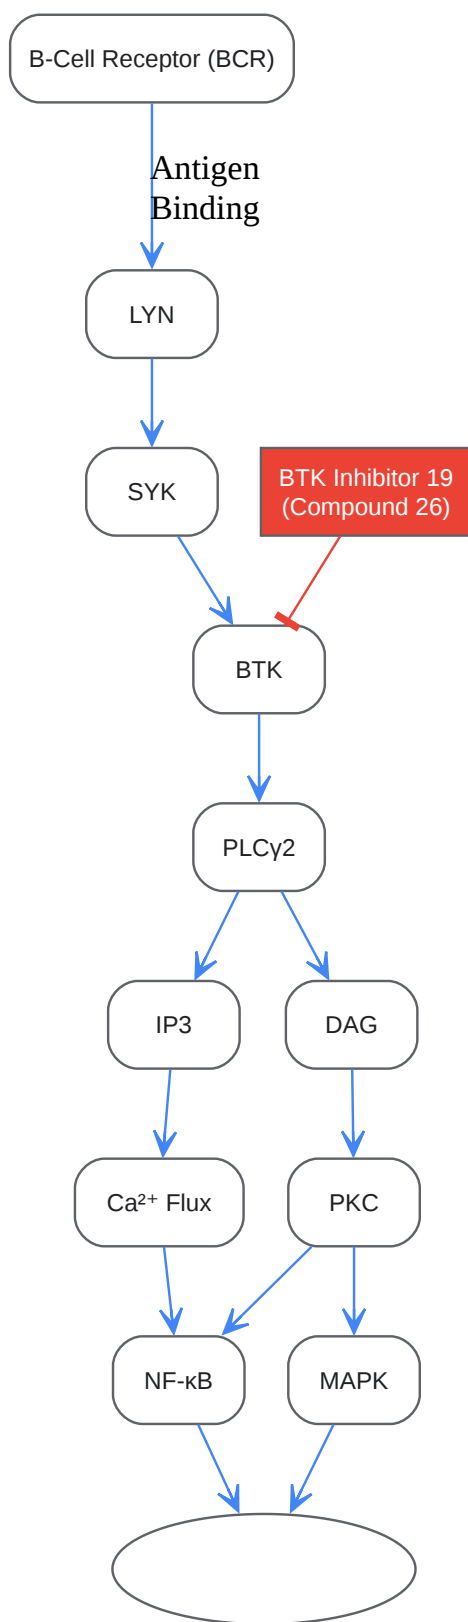 B-Cell Receptor (BCR)
Antigen
Binding
LYN
SYK
BTK Inhibitor 19
(Compound 26)
BTK
PLCγ2
IP3
DAG
Ca²⁺ Flux
PKC
NF-κB
MAPK